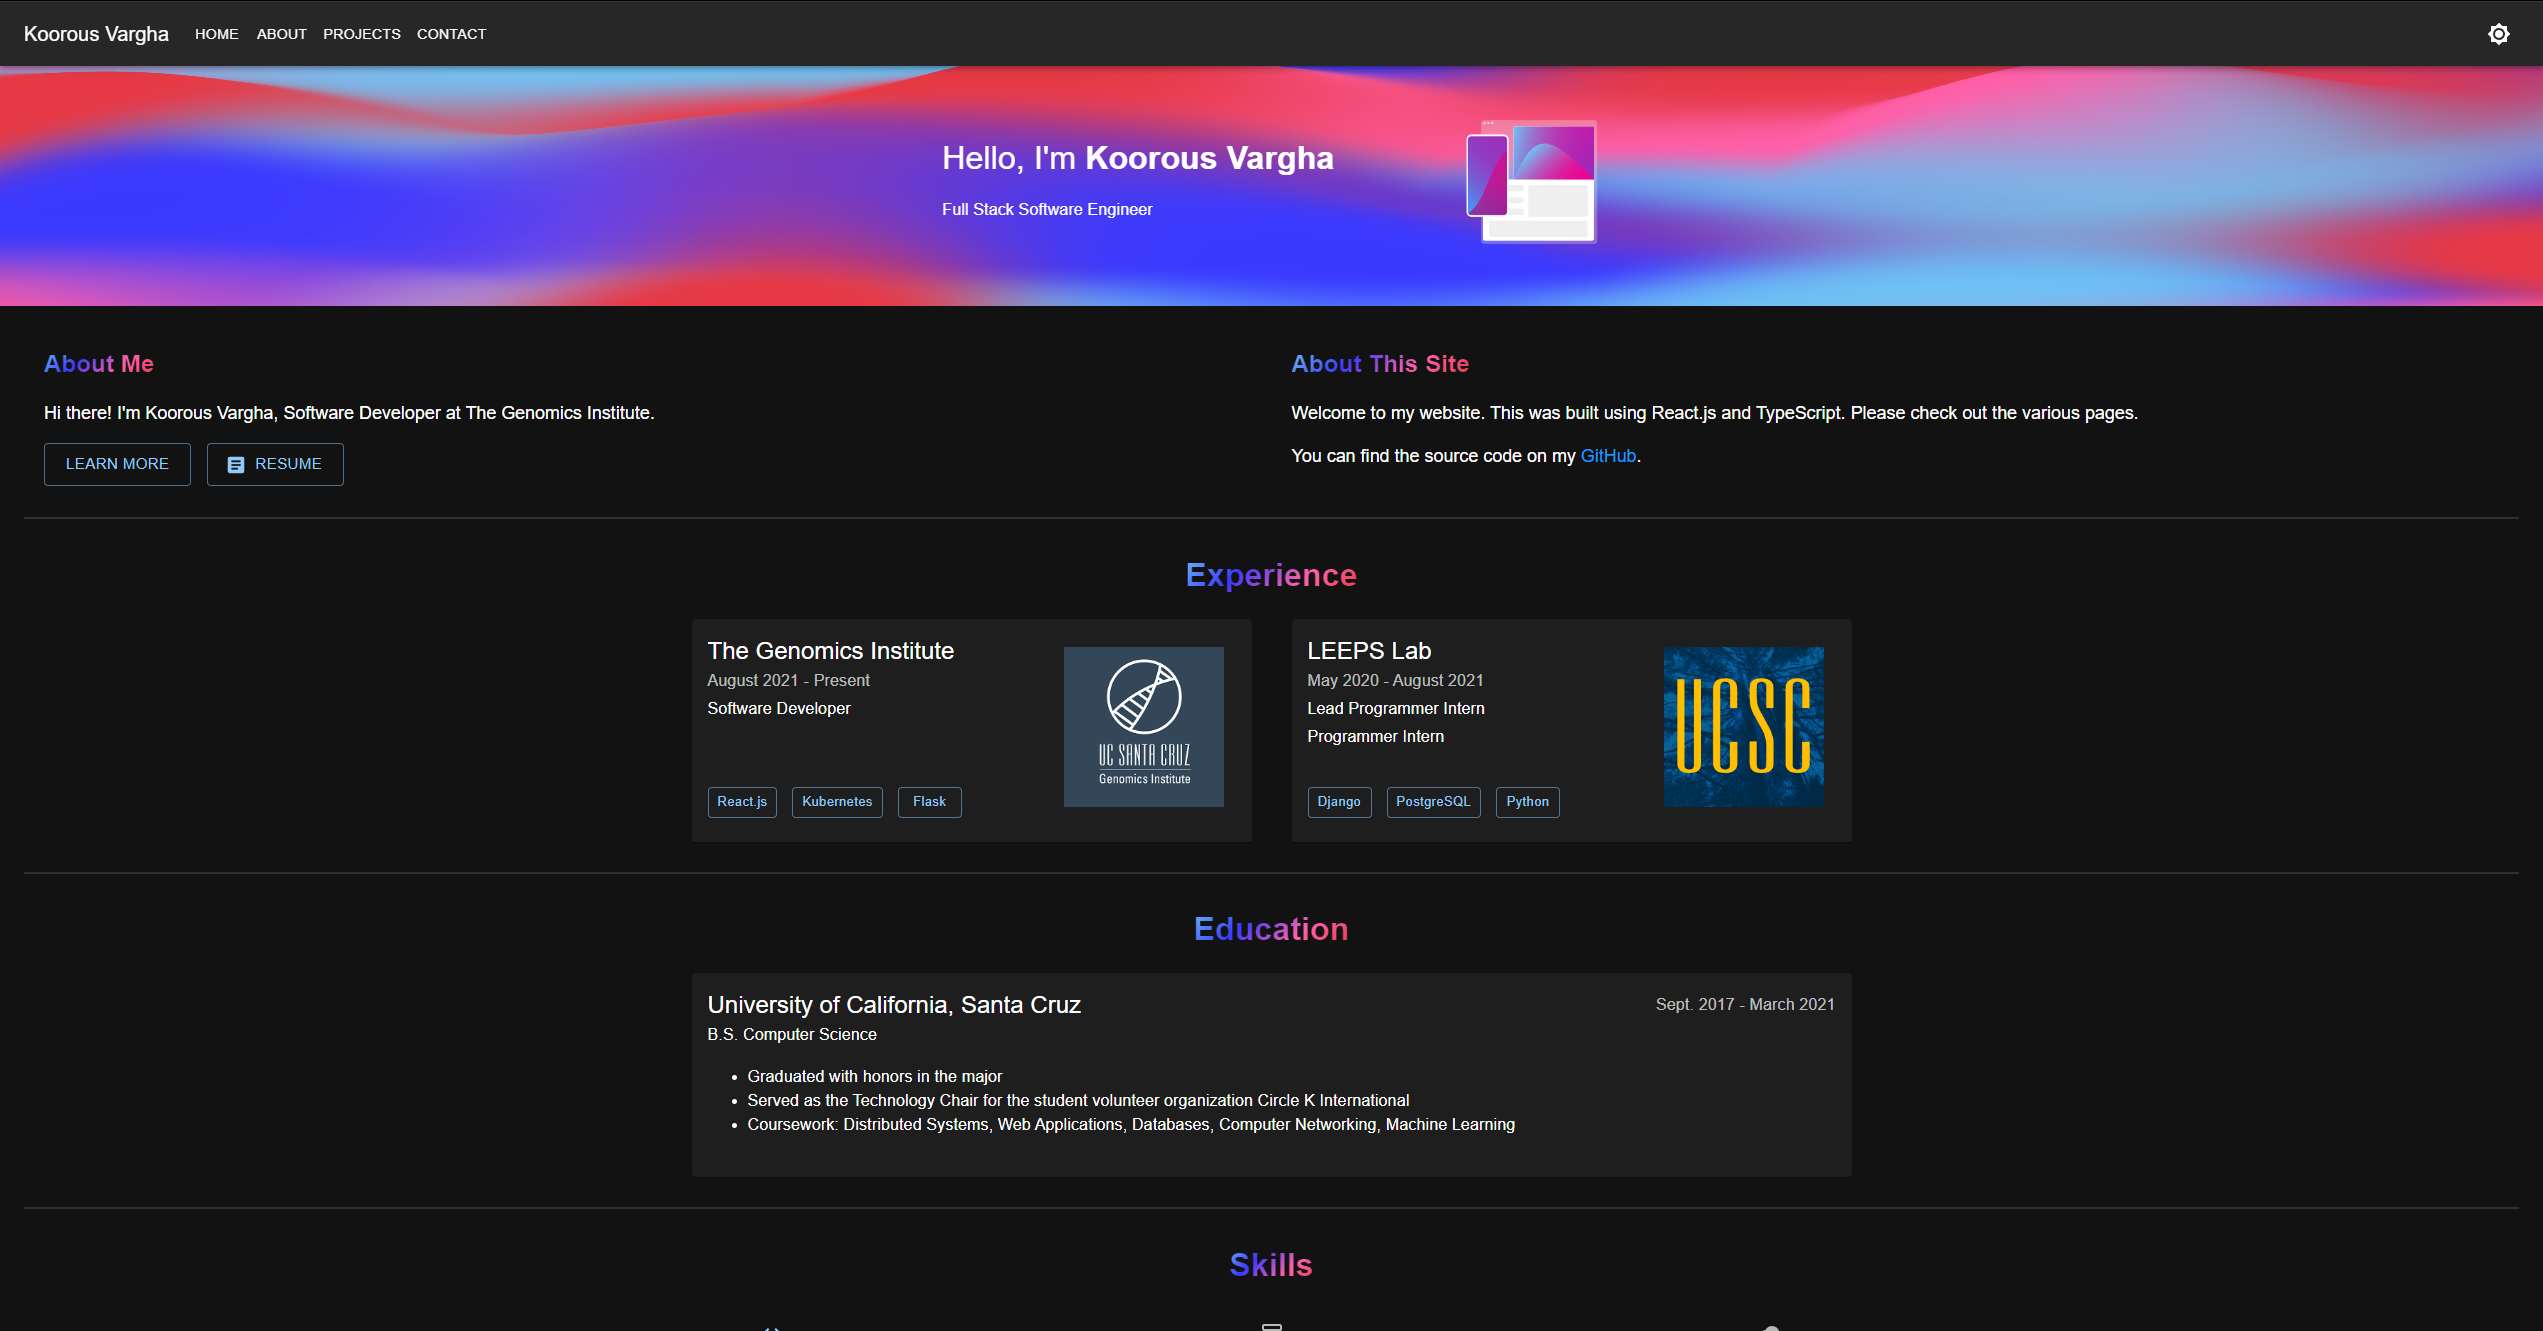 Koorous Vargha HOME ABOUT PROJECTS CONTACT
Hello, I'm Koorous Vargha
Full Stack Software Engineer
About Me
Hi there! I'm Koorous Vargha, Software Developer at The Genomics Institute.
LEARN MORE RESUME
About This Site
Welcome to my website. This was built using React.js and TypeScript. Please check out the various pages.
You can find the source code on my GitHub.
Experience
The Genomics Institute
August 2021 - Present
Software Developer
React.js Kubernetes Flask
UC SANTA CRUZ
Genomics Institute
LEEPS Lab
May 2020 - August 2021
Lead Programmer Intern
Programmer Intern
Django PostgreSQL Python
UCSC
Education
University of California, Santa Cruz
Sept. 2017 - March 2021
B.S. Computer Science
• Graduated with honors in the major
• Served as the Technology Chair for the student volunteer organization Circle K International
• Coursework: Distributed Systems, Web Applications, Databases, Computer Networking, Machine Learning
Skills